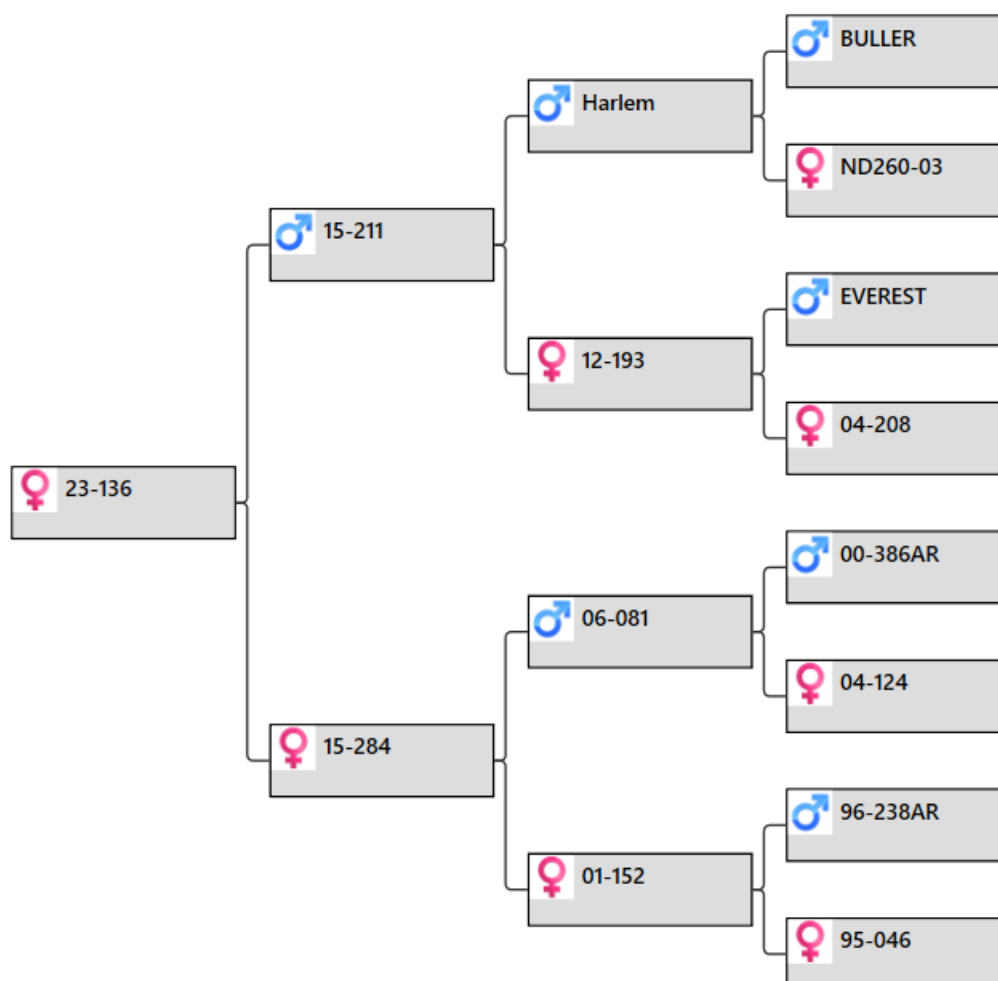 BULLER
Harlem
ND260-03
15-211
EVEREST
12-193
04-208
23-136
00-386AR
06-081
04-124
15-284
96-238AR
01-152
95-046